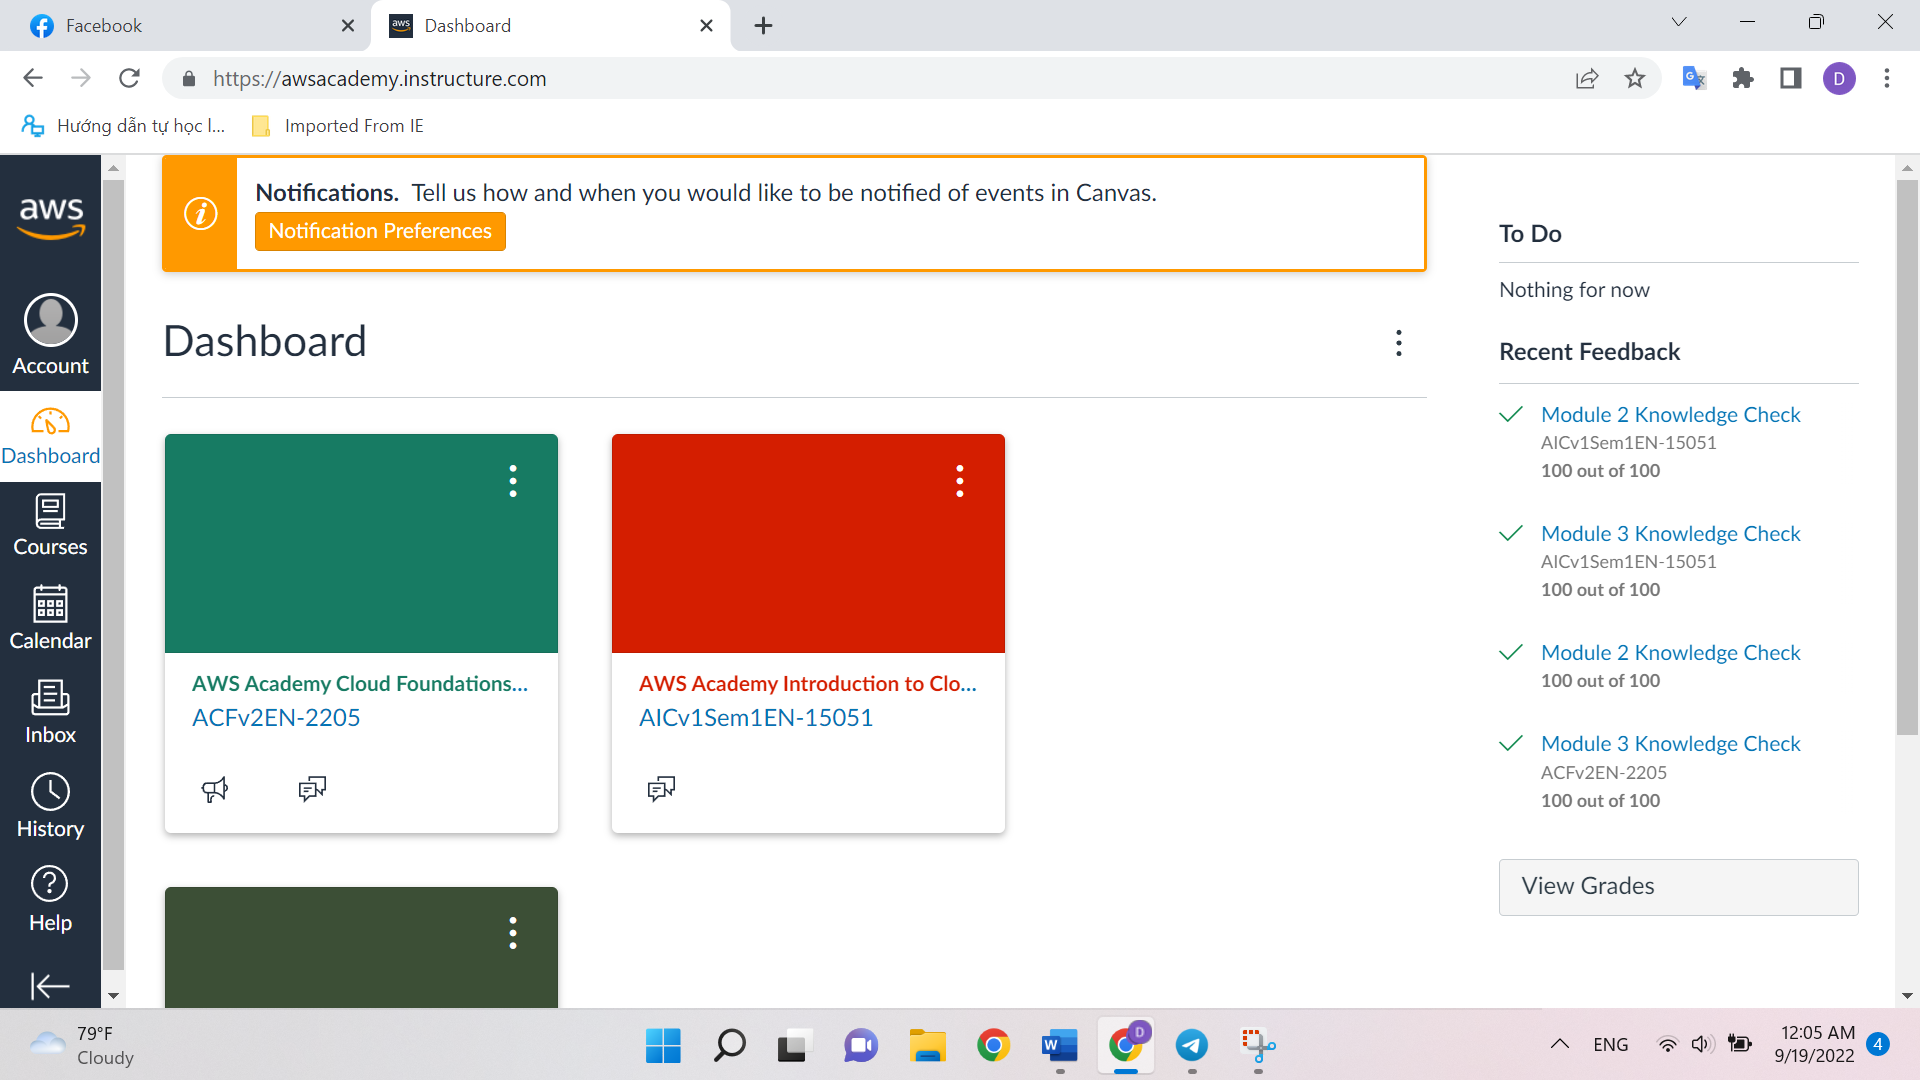 Facebook
aws
Dashboard
https://awsacademy.instructure.com
D
Hướng dẫn tự học l...
Imported From IE
aws
Account
Dashboard
Courses
Calendar
Inbox
History
Help
Notifications. Tell us how and when you would like to be notified of events in Canvas.
Notification Preferences
Dashboard
AWS Academy Cloud Foundations...
ACFv2EN-2205
AWS Academy Introduction to Clo...
AICv1Sem1EN-15051
To Do
Nothing for now
Recent Feedback
Module 2 Knowledge Check
AICv1Sem1EN-15051
100 out of 100
Module 3 Knowledge Check
AICv1Sem1EN-15051
100 out of 100
Module 2 Knowledge Check
100 out of 100
Module 3 Knowledge Check
ACFv2EN-2205
100 out of 100
View Grades
79°F
Cloudy
W
D
ENG
12:05 AM
9/19/2022
4